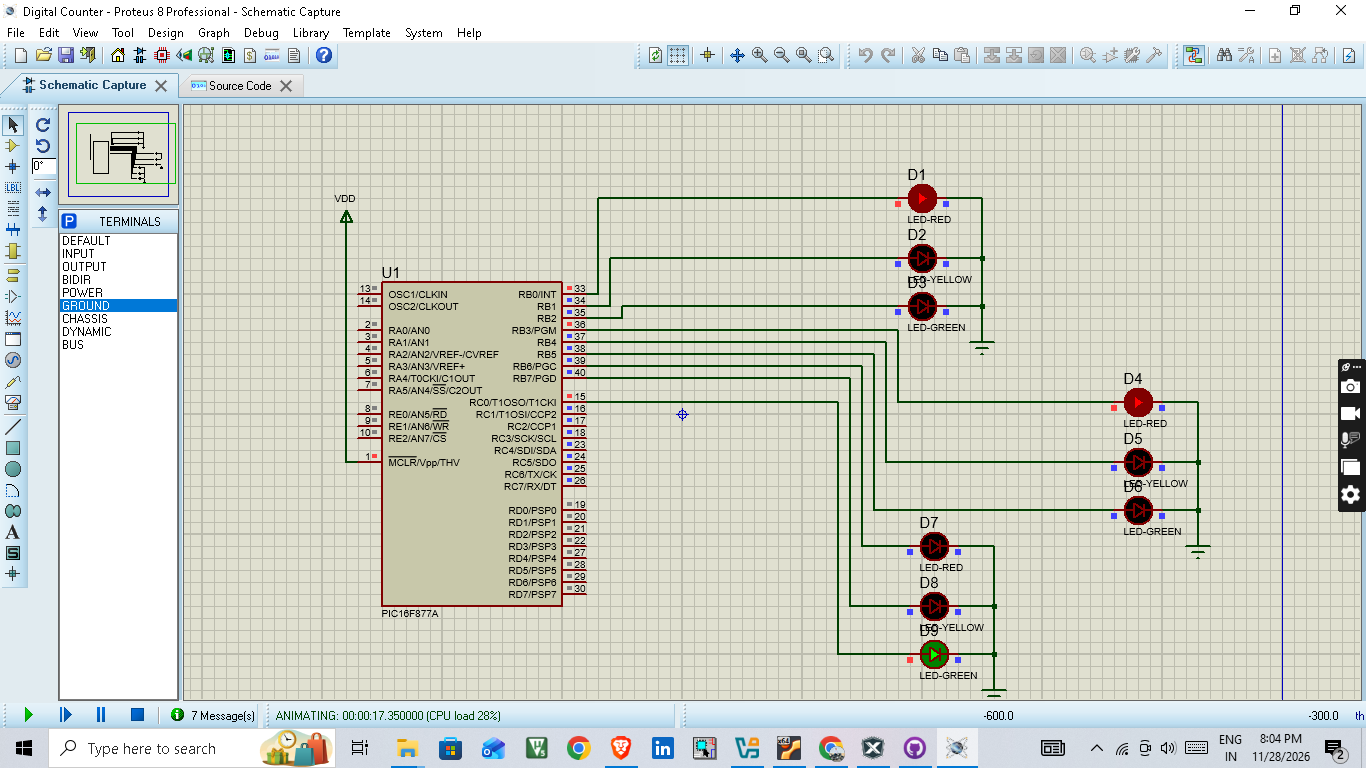 Digital Counter - Proteus 8 Professional - Schematic Capture
File Edit View Tool Design Graph Debug Library Template System Help
Schematic Capture
Source Code
0°
LBL
P TERMINALS
DEFAULT
INPUT
OUTPUT
BIDIR
POWER
GROUND
CHASSIS
DYNAMIC
BUS
VDD
U1
13 OSC1/CLKIN
14 OSC2/CLKOUT
2 RA0/AN0
3 RA1/AN1
4 RA2/AN2/VREF-/CVREF
5 RA3/AN3/VREF+
6 RA4/T0CKI/C1OUT
7 RA5/AN4/SS/C2OUT
8 RE0/AN5/RD
9 RE1/AN6/WR
10 RE2/AN7/CS
1 MCLR/Vpp/THV
RB0/INT 33
RB1 34
RB2 35
RB3/PGM 36
RB4 37
RB5 38
RB6/PGC 39
RB7/PGD 40
RC0/T1OSO/T1CKI 15
RC1/T1OSI/CCP2 16
RC2/CCP1 17
RC3/SCK/SCL 18
RC4/SDI/SDA 23
RC5/SDO 24
RC6/TX/CK 25
RC7/RX/DT 26
RD0/PSP0 19
RD1/PSP1 20
RD2/PSP2 21
RD3/PSP3 22
RD4/PSP4 27
RD5/PSP5 28
RD6/PSP6 29
RD7/PSP7 30
PIC16F877A
D1
LED-RED
D2
LED-YELLOW
D3
LED-GREEN
D4
LED-RED
D5
LED-YELLOW
D6
LED-GREEN
D7
LED-RED
D8
LED-YELLOW
D9
LED-GREEN
7 Message(s)
ANIMATING: 00:00:17.350000 (CPU load 28%)
-600.0
-300.0
th
Type here to search
ENG
IN
8:04 PM
11/28/2026
2